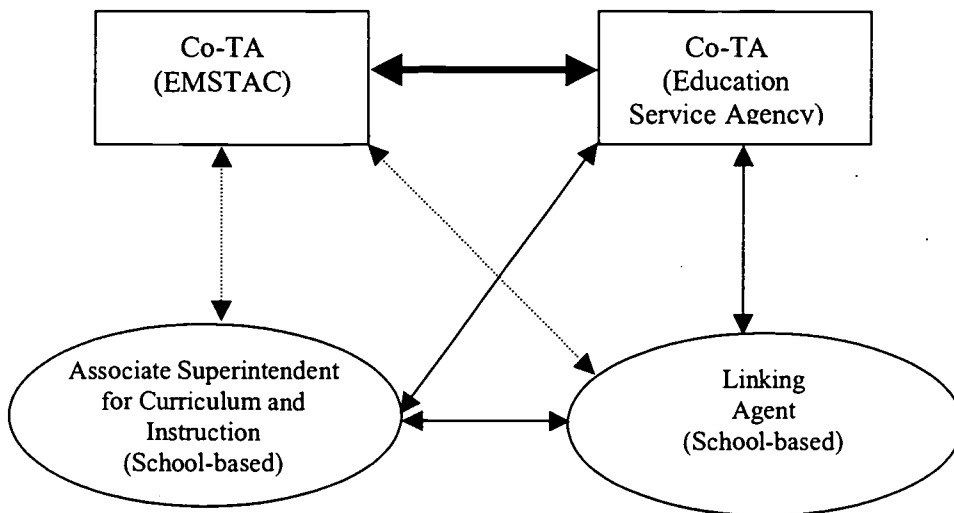 Co-TA
(EMSTAC)
Co-TA
(Education
Service Agency)
Associate Superintendent
for Curriculum and
Instruction
(School-based)
Linking
Agent
(School-based)